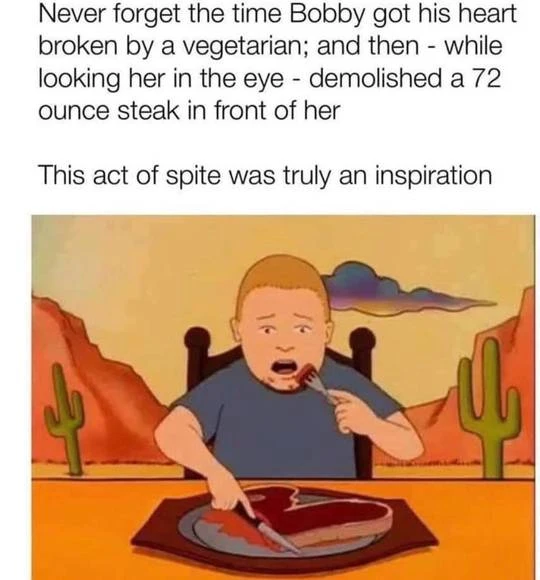 Never forget the time Bobby got his heart
broken by a vegetarian; and then - while
looking her in the eye - demolished a 72
ounce steak in front of her
This act of spite was truly an inspiration